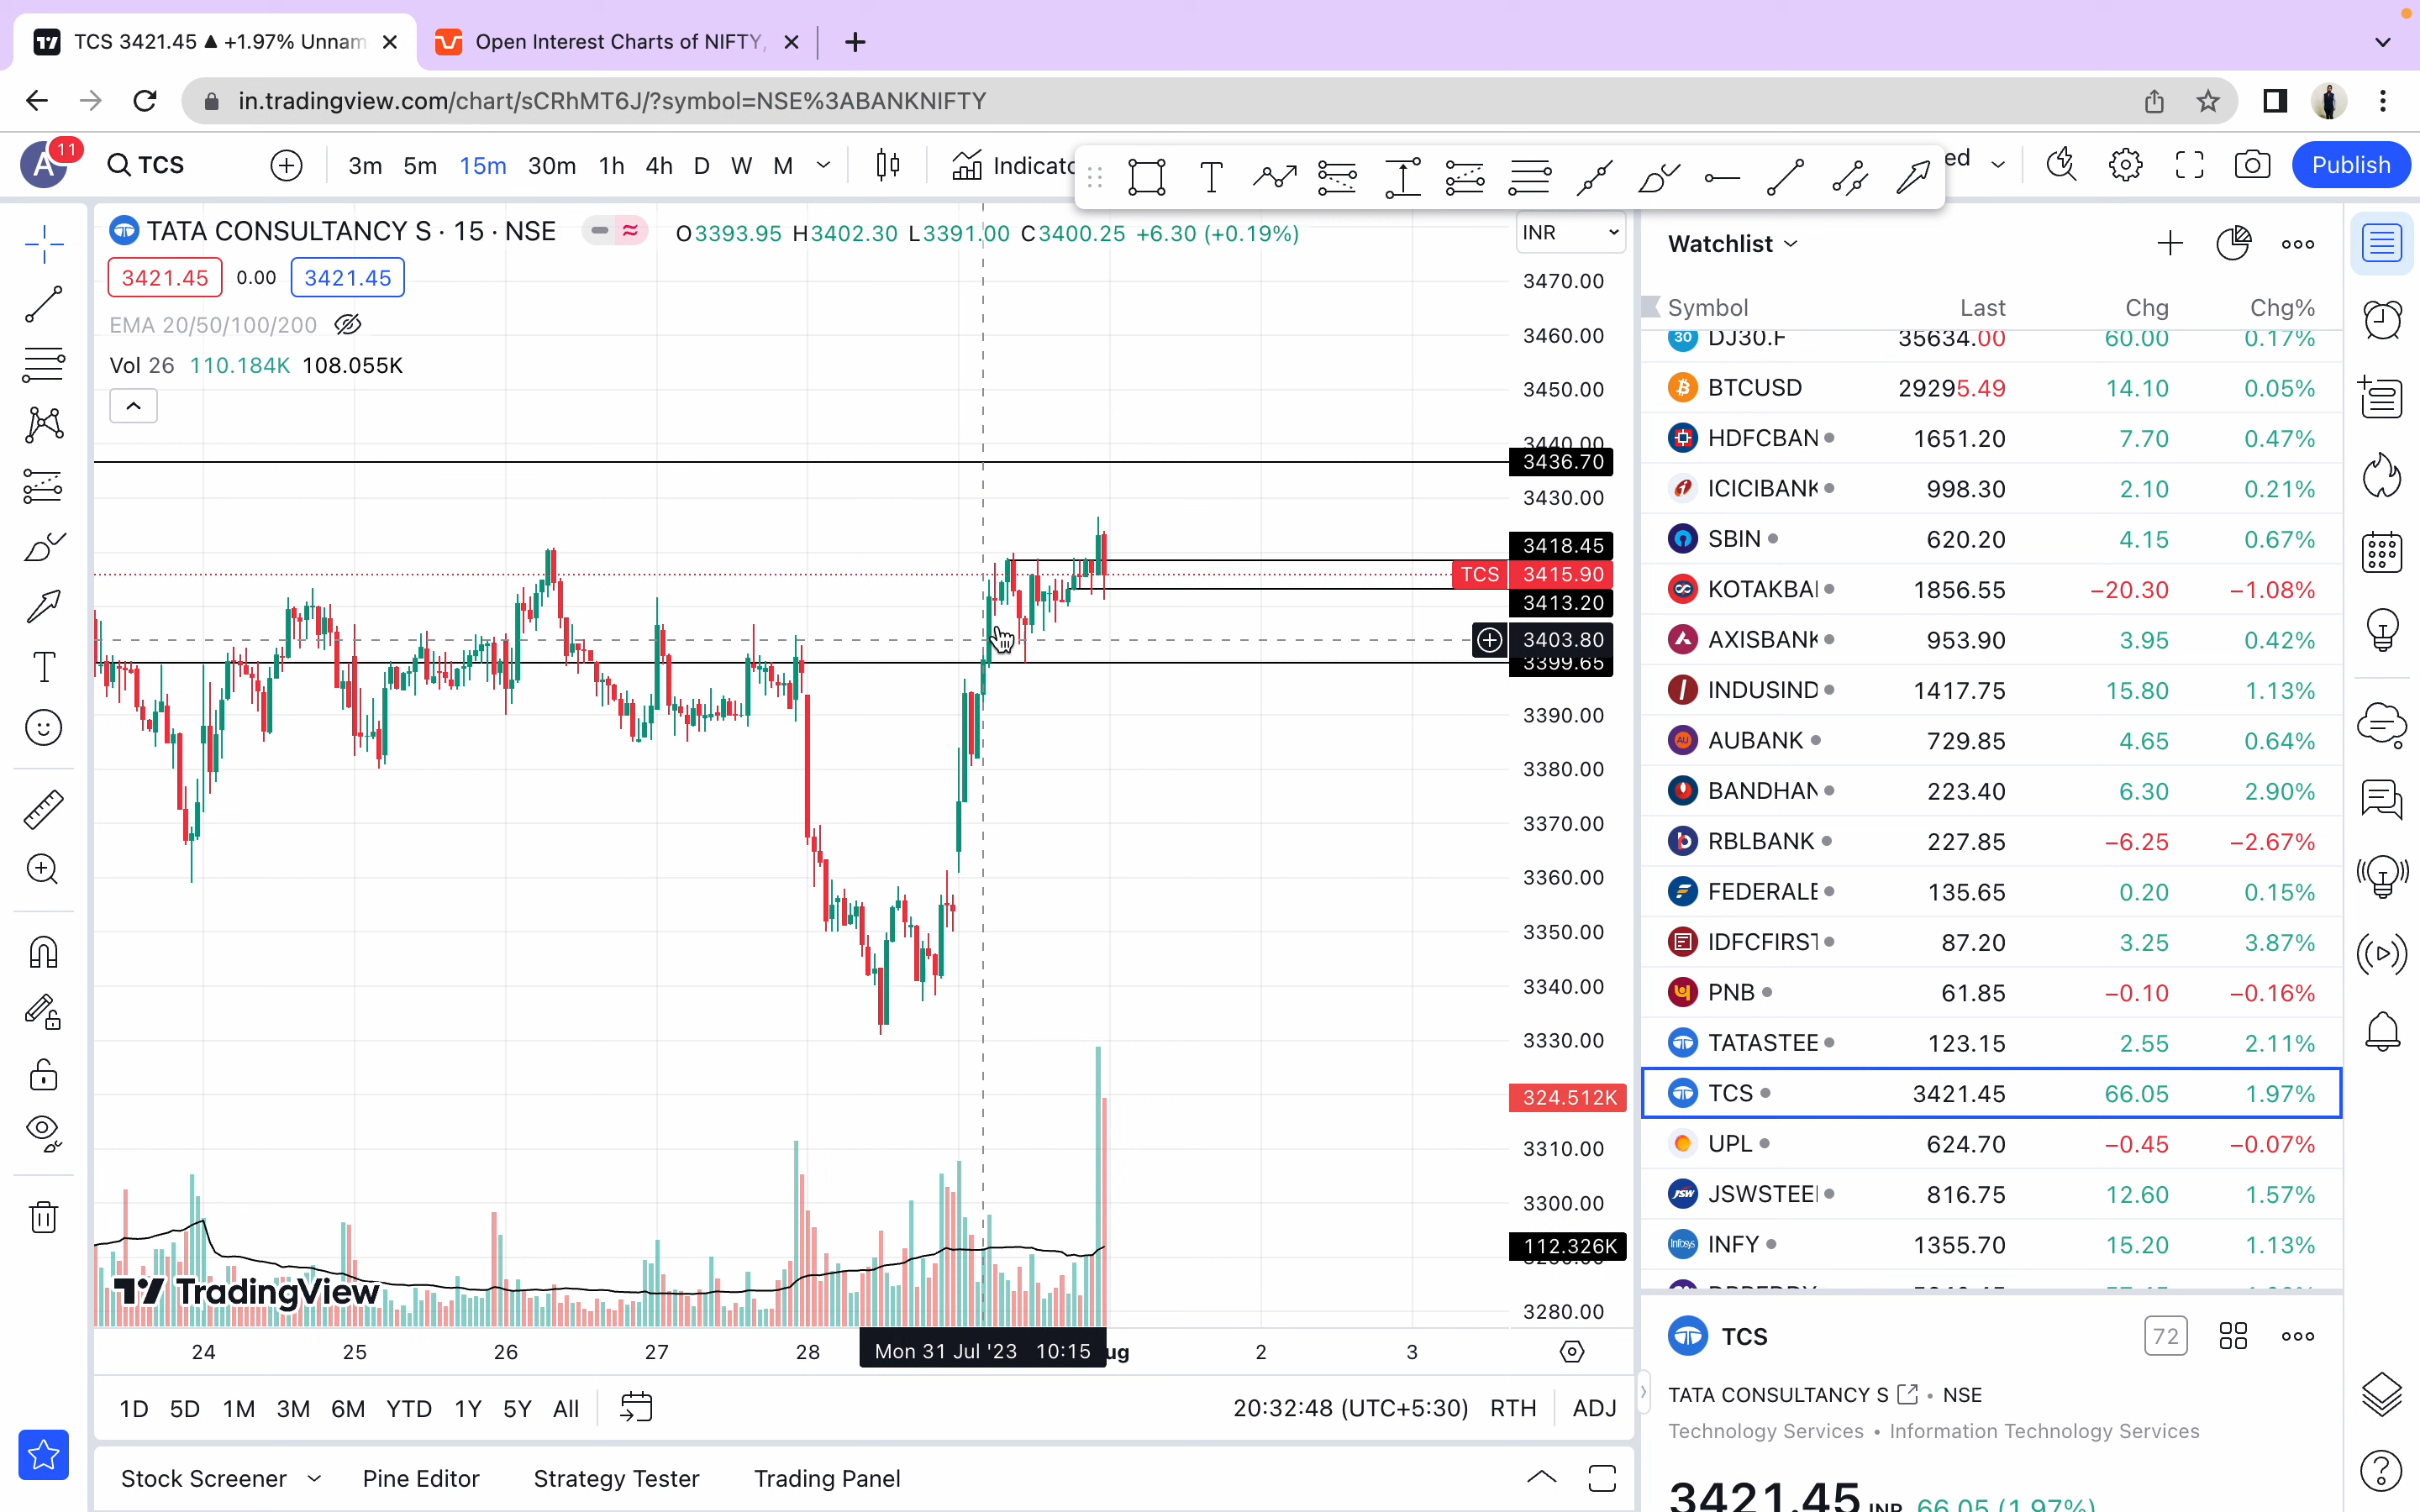 TCS 3421.45 ▲ +1.97% Unnam
Open Interest Charts of NIFTY,
in.tradingview.com/chart/sCRhMT6J/?symbol=NSE%3ABANKNIFTY
A 11 TCS 3m 5m 15m 30m 1h 4h D W M Indicato T ed Publish
TATA CONSULTANCY S · 15 · NSE O3393.95 H3402.30 L3391.00 C3400.25 +6.30 (+0.19%) INR
3421.45 0.00 3421.45
EMA 20/50/100/200
Vol 26 110.184K 108.055K
3470.00
3460.00
3450.00
3440.00
3436.70
3430.00
3418.45
TCS 3415.90
3413.20
3403.80
3399.65
3390.00
3380.00
3370.00
3360.00
3350.00
3340.00
3330.00
324.512K
3310.00
3300.00
112.326K
3280.00
TradingView
24 25 26 27 28 Mon 31 Jul '23 10:15 ug 2 3
1D 5D 1M 3M 6M YTD 1Y 5Y All 20:32:48 (UTC+5:30) RTH ADJ
Stock Screener Pine Editor Strategy Tester Trading Panel
Watchlist
Symbol Last Chg Chg%
30 DJ30.F 35634.00 60.00 0.17%
BTCUSD 29295.49 14.10 0.05%
HDFCBAN 1651.20 7.70 0.47%
ICICIBANK 998.30 2.10 0.21%
SBIN 620.20 4.15 0.67%
KOTAKBAI 1856.55 −20.30 −1.08%
AXISBANK 953.90 3.95 0.42%
INDUSIND 1417.75 15.80 1.13%
AUBANK 729.85 4.65 0.64%
BANDHAN 223.40 6.30 2.90%
RBLBANK 227.85 −6.25 −2.67%
FEDERALE 135.65 0.20 0.15%
IDFCFIRST 87.20 3.25 3.87%
PNB 61.85 −0.10 −0.16%
TATASTEE 123.15 2.55 2.11%
TCS 3421.45 66.05 1.97%
UPL 624.70 −0.45 −0.07%
JSW JSWSTEEI 816.75 12.60 1.57%
Infosys INFY 1355.70 15.20 1.13%
TCS 72
TATA CONSULTANCY S • NSE
Technology Services • Information Technology Services
3421.45 INR 66.05 (1.97%)